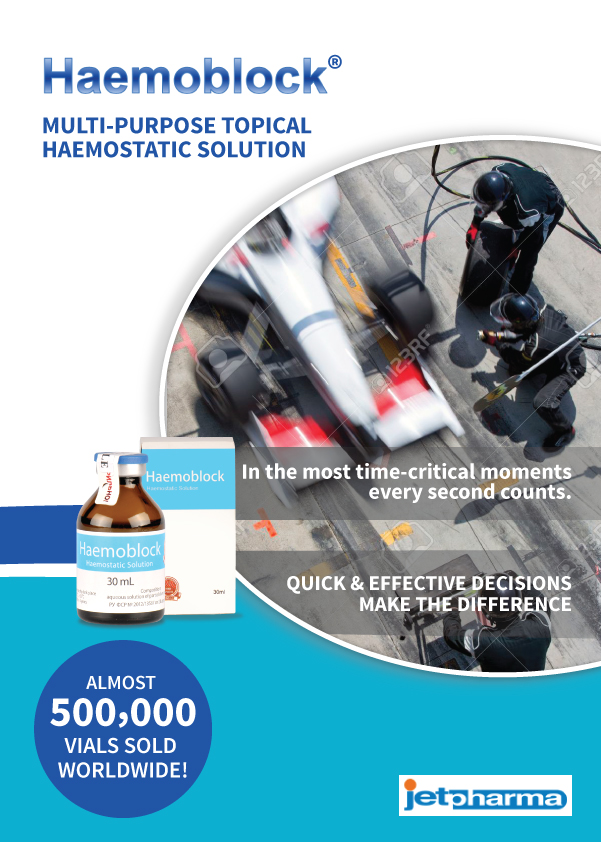 Haemoblock®
MULTI-PURPOSE TOPICAL
HAEMOSTATIC SOLUTION
123RF
In the most time-critical moments
every second counts.
QUICK & EFFECTIVE DECISIONS
MAKE THE DIFFERENCE
Haemoblock
Haemostatic Solution
30ml
Haemoblock
Haemostatic Solution
30 mL
ALMOST
500,000
VIALS SOLD
WORLDWIDE!
jetpharma